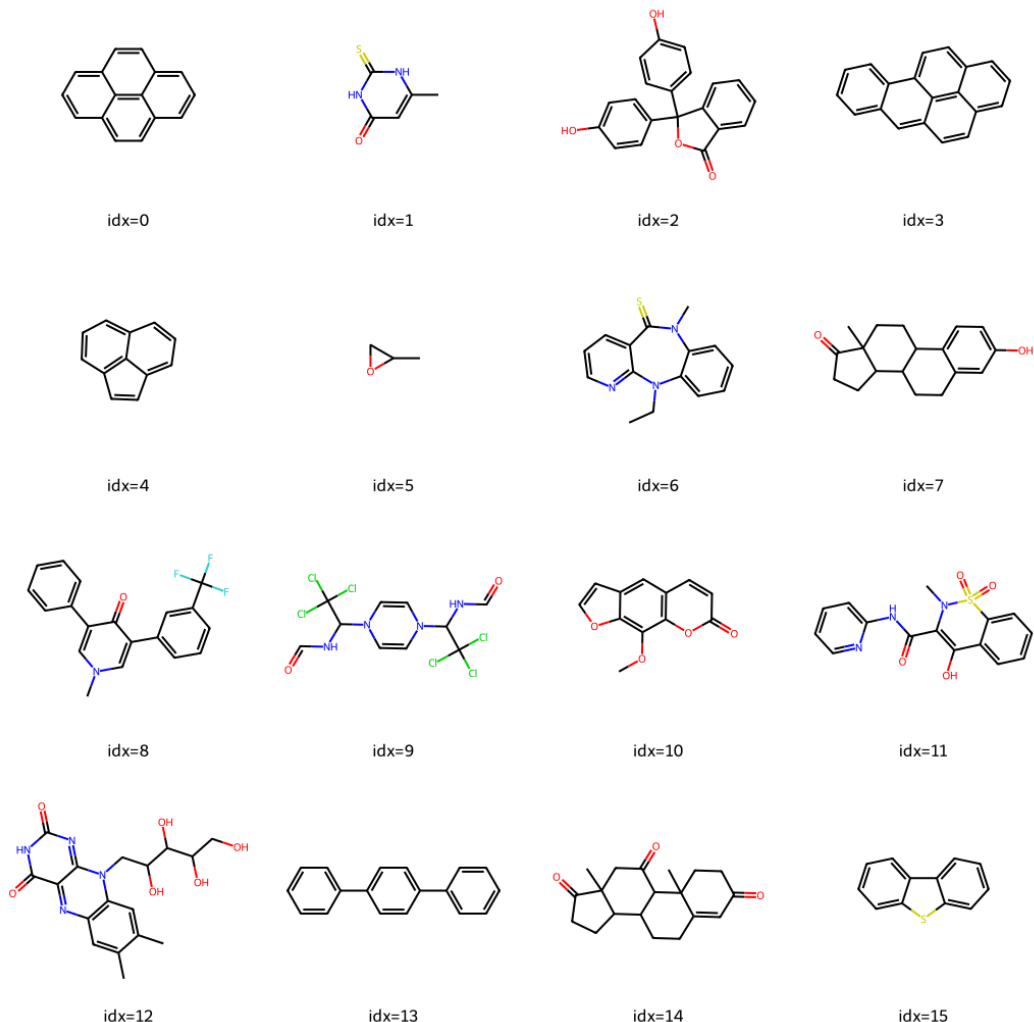 OH
S
NH
HN
O
HO
O
O
idx=0
idx=1
idx=2
idx=3
S
N
O
O
N
N
OH
idx=4
idx=5
idx=6
idx=7
F
F
F
O
N
Cl
Cl
Cl
O
HN
N
N
NH
O
Cl
Cl
Cl
O
O
O
O
O
O
S
N
H
N
N
O
OH
idx=8
idx=9
idx=10
idx=11
O
OH
N
OH
HN
O
N
OH
OH
N
O
O
O
S
idx=12
idx=13
idx=14
idx=15